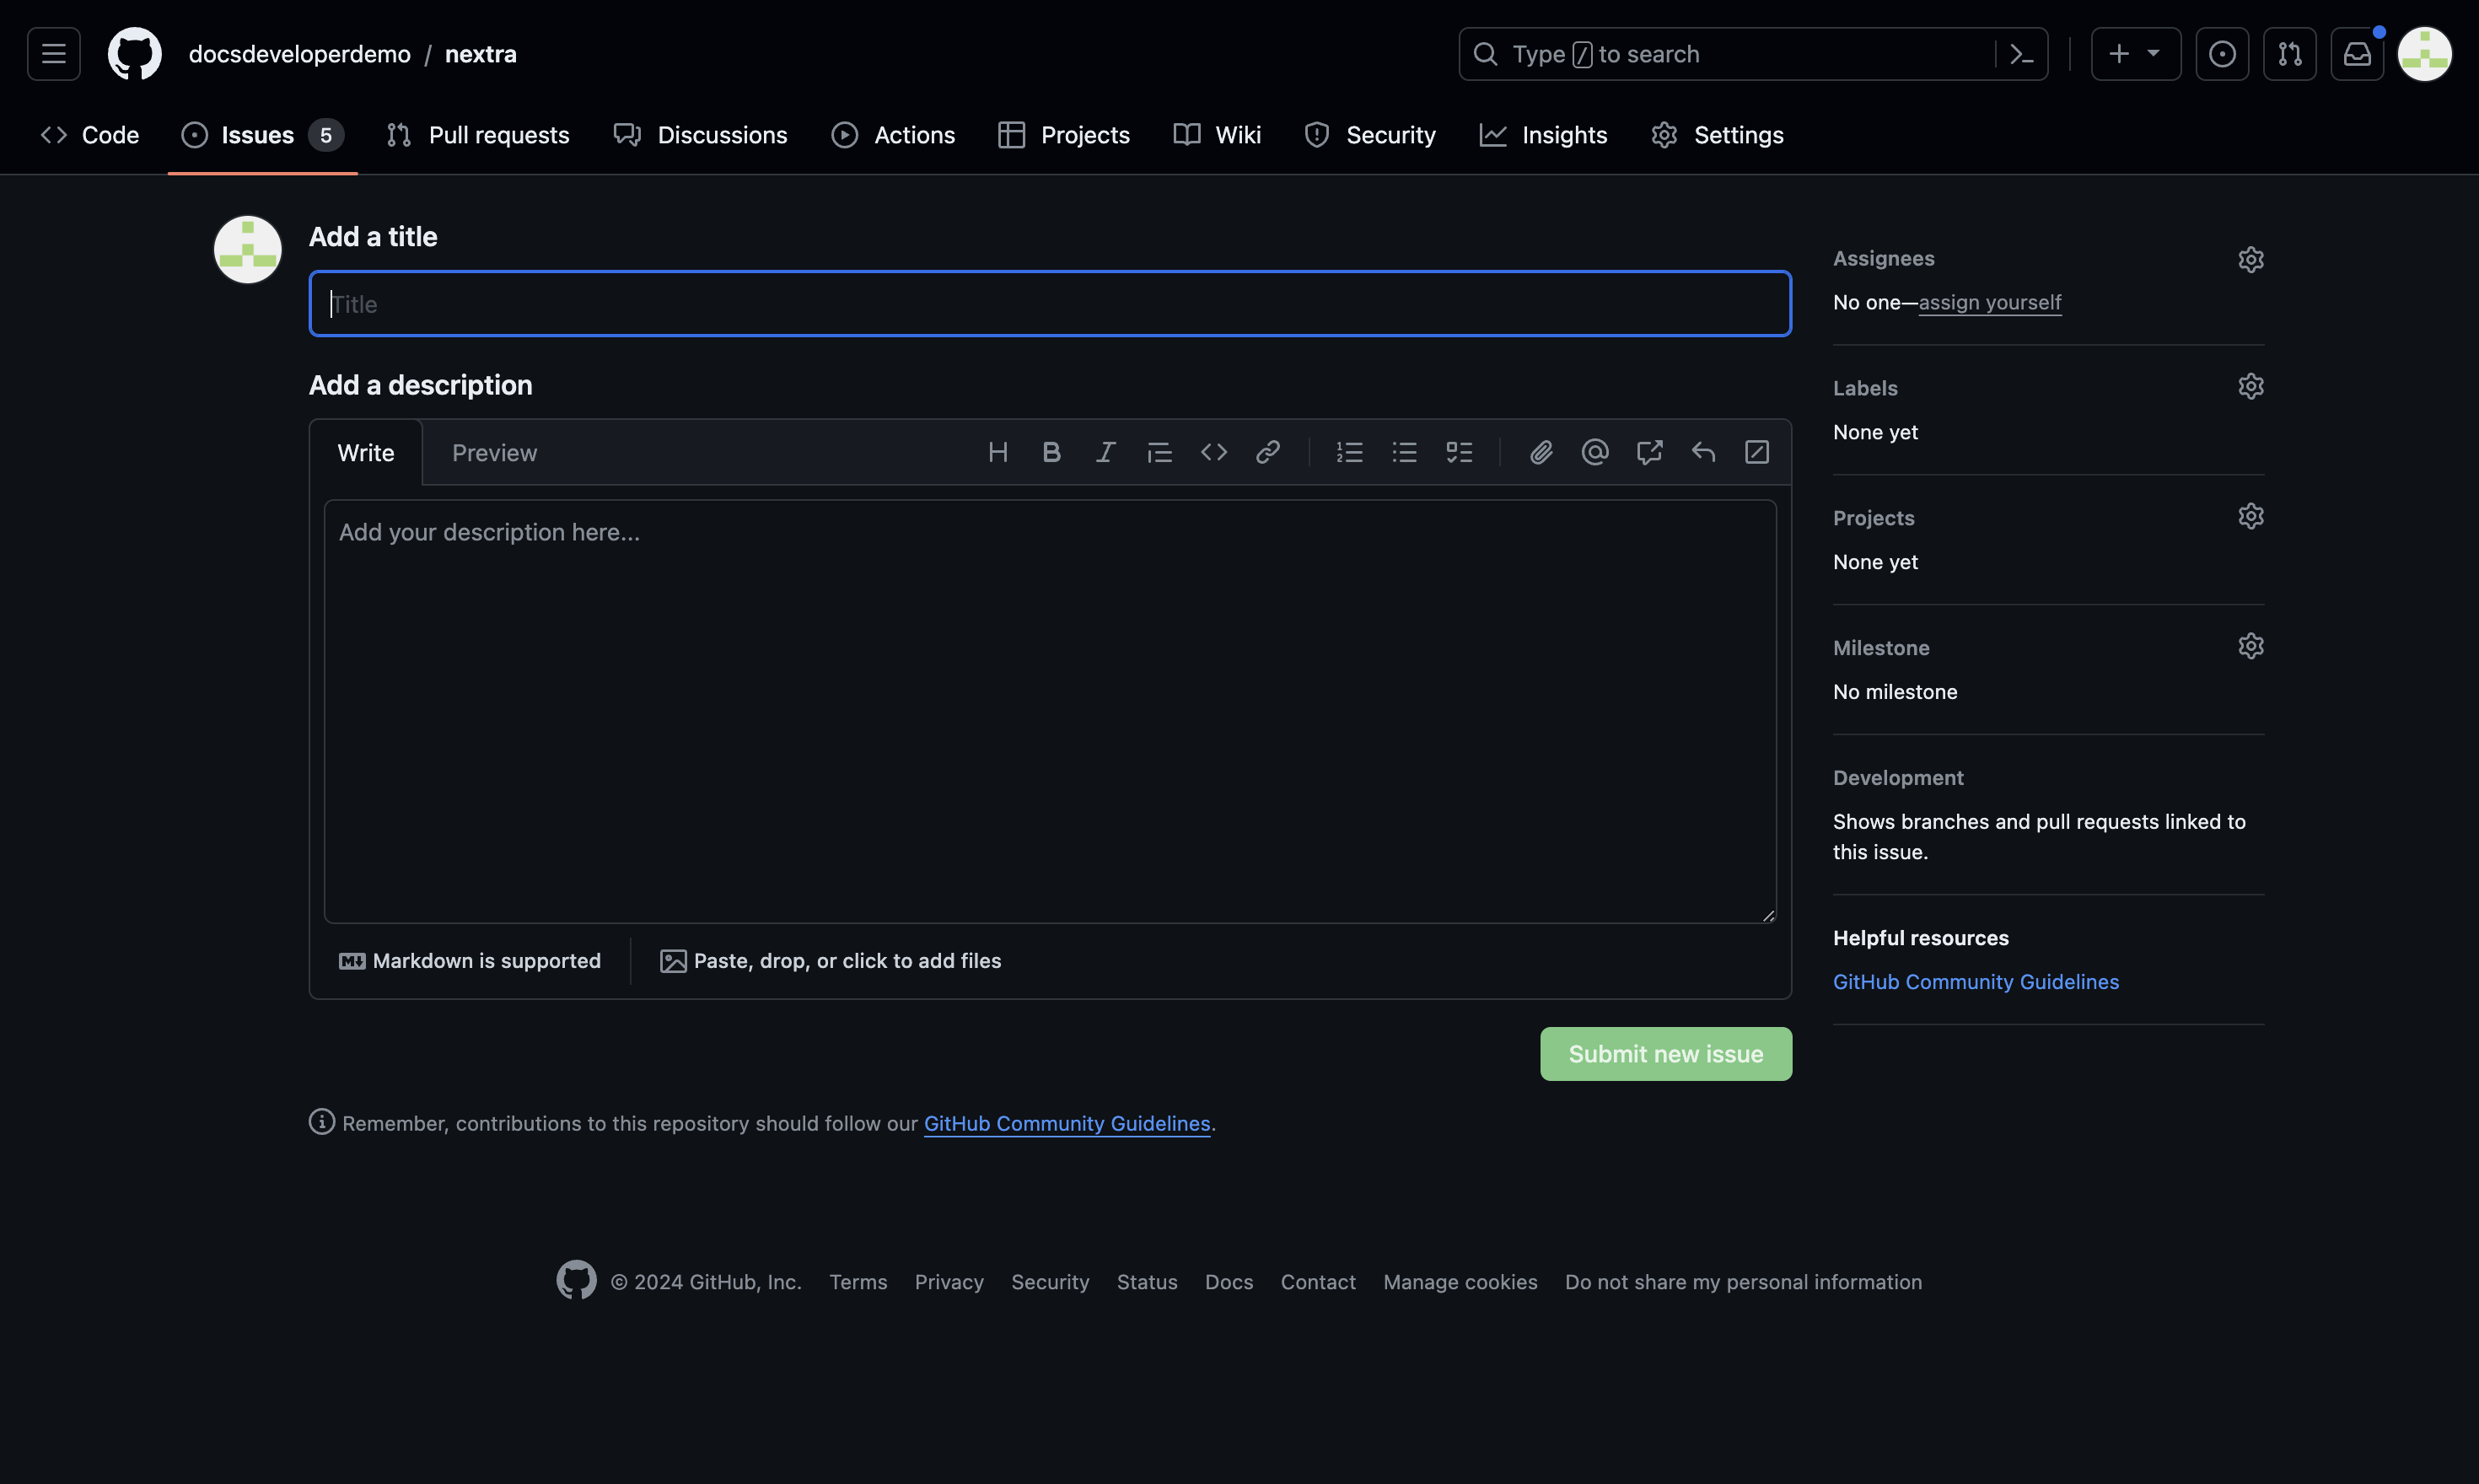 docsdeveloperdemo / nextra
Type / to search
Code
Issues 5
Pull requests
Discussions
Actions
Projects
Wiki
Security
Insights
Settings
Add a title
Title
Add a description
Write
Preview
Add your description here...
Markdown is supported
Paste, drop, or click to add files
Submit new issue
Remember, contributions to this repository should follow our GitHub Community Guidelines.
Assignees
No one—assign yourself
Labels
None yet
Projects
None yet
Milestone
No milestone
Development
Shows branches and pull requests linked to
this issue.
Helpful resources
GitHub Community Guidelines
© 2024 GitHub, Inc. Terms Privacy Security Status Docs Contact Manage cookies Do not share my personal information